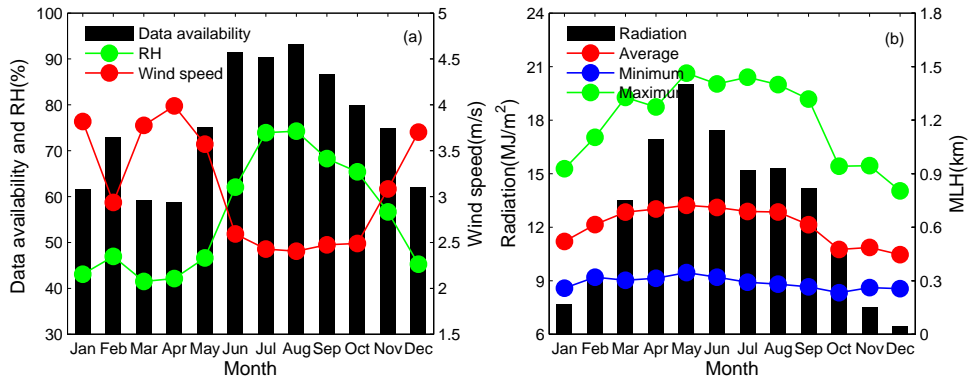 100
90
80
70
60
50
40
30
Data availability and RH(%)
Data availability
RH
Wind speed
(a)
5
4.5
4
3.5
3
2.5
2
1.5
Wind speed(m/s)
Jan Feb Mar Apr May Jun Jul Aug Sep Oct Nov Dec
Month
24
21
18
15
12
9
6
Radiation(MJ/m²)
Radiation
Average
Minimum
Maximum
(b)
1.8
1.5
1.2
0.9
0.6
0.3
0
MLH(km)
Jan Feb Mar Apr May Jun Jul Aug Sep Oct Nov Dec
Month